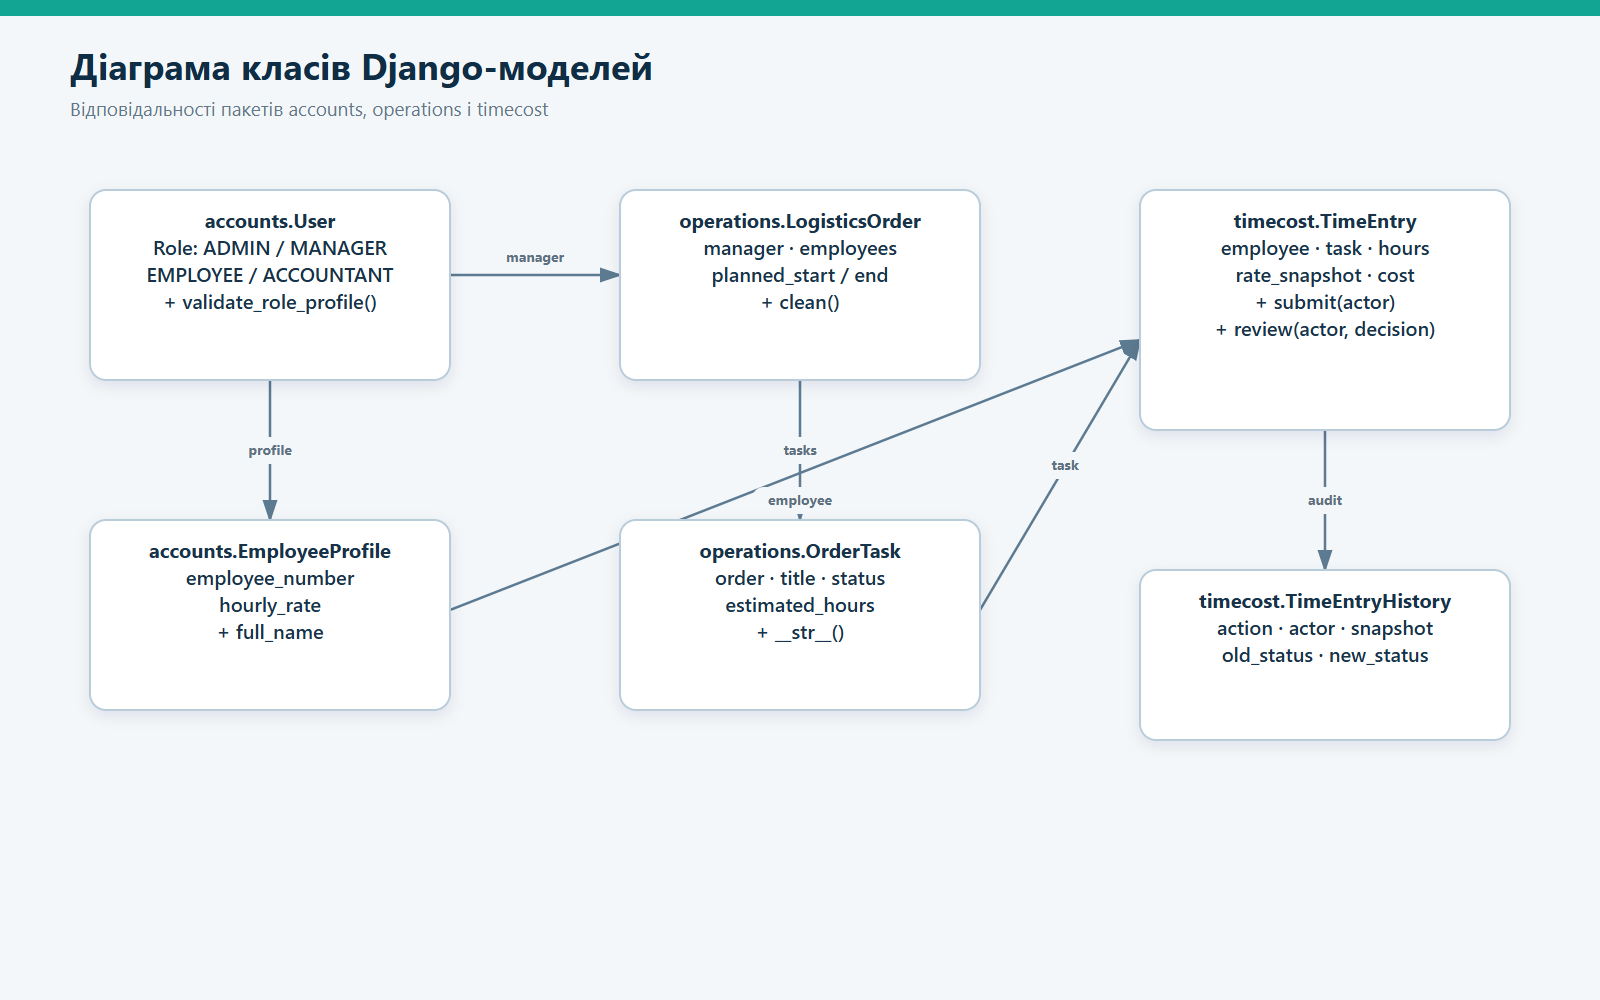 Діаграма класів Django-моделей
Відповідальності пакетів accounts, operations і timecost
accounts.User
Role: ADMIN / MANAGER
EMPLOYEE / ACCOUNTANT
+ validate_role_profile()
manager
operations.LogisticsOrder
manager · employees
planned_start / end
+ clean()
timecost.TimeEntry
employee · task · hours
rate_snapshot · cost
+ submit(actor)
+ review(actor, decision)
profile
tasks
task
employee
audit
accounts.EmployeeProfile
employee_number
hourly_rate
+ full_name
operations.OrderTask
order · title · status
estimated_hours
+ __str__()
timecost.TimeEntryHistory
action · actor · snapshot
old_status · new_status